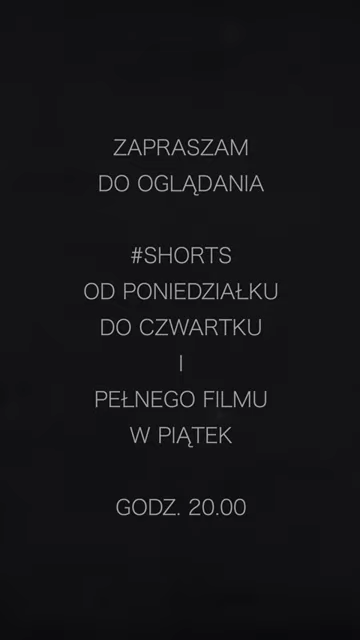 ZAPRASZAM
DO OGLĄDANIA
#SHORTS
OD PONIEDZIAŁKU
DO CZWARTKU
I
PEŁNEGO FILMU
W PIĄTEK
GODZ. 20.00